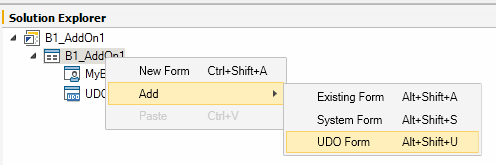 Solution Explorer
B1_AddOn1
B1_AddOn1
New Form Ctrl+Shift+A
Add
Existing Form Alt+Shift+A
Paste Ctrl+V
System Form Alt+Shift+S
UDO Form Alt+Shift+U